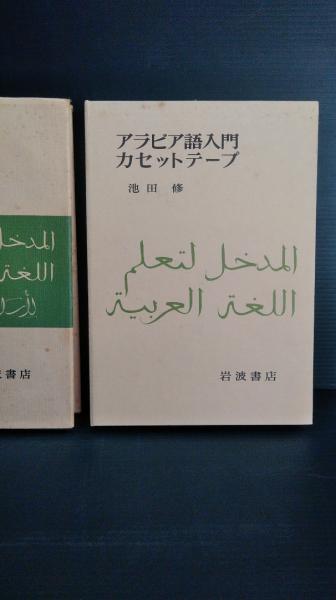 アラビア語入門
カセットテープ
池田 修
المدخل لتعلم
اللغة العربية
岩波書店
المدخل
اللغة
書店